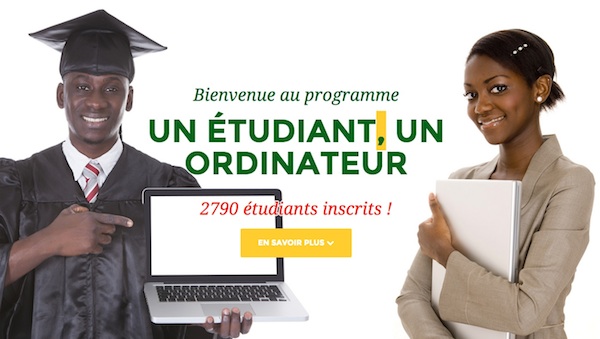 Bienvenue au programme
UN ÉTUDIANT, UN
ORDINATEUR
2790 étudiants inscrits !
EN SAVOIR PLUS